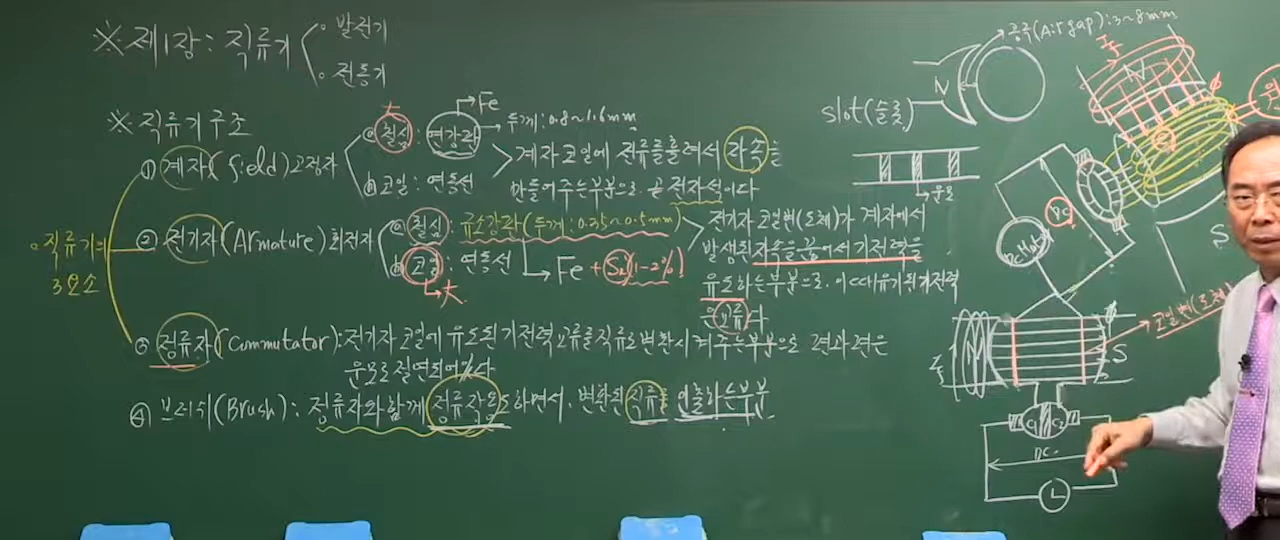 ※ 제1장 : 직류기
◦ 발전기
◦ 전동기
※ 직류기 구조
◦ 직류기의
3요소
① 계자(field) 고정자
ⓐ 철심 : 연강판
大
Fe
두께 : 0.8~1.6mm
ⓑ 코일 : 연동선
계자 코일에 전류를 흘려서 자속을
만들어 주는 부분으로 곧 전자석이다
② 전기자(Armature) 회전자
ⓐ 철심 : 규소강판(두께 : 0.35~0.5mm)
ⓑ 코일 : 연동선
大
Fe
전기자 코일변(도체)가 계자에서
발생된 자속을 끊어서 기전력을
유도하는 부분으로, 이때 유기된 기전력
은 교류다
③ 정류자(Commutator) : 전기자 코일에 유도된 기전력 교류를 직류로 변환시켜주는 부분으로 편과 편은
운모로 절연되어 있다
④ 브러쉬(Brush) : 정류자와 함께 정류작용도 하면서, 변환된 직류를 인출하는 부분.
공극(Air gap) : 3~8mm
N
slot(슬롯)
운모
N
S
DC
코일변(도체)
N
S
C1 C2
DC
L